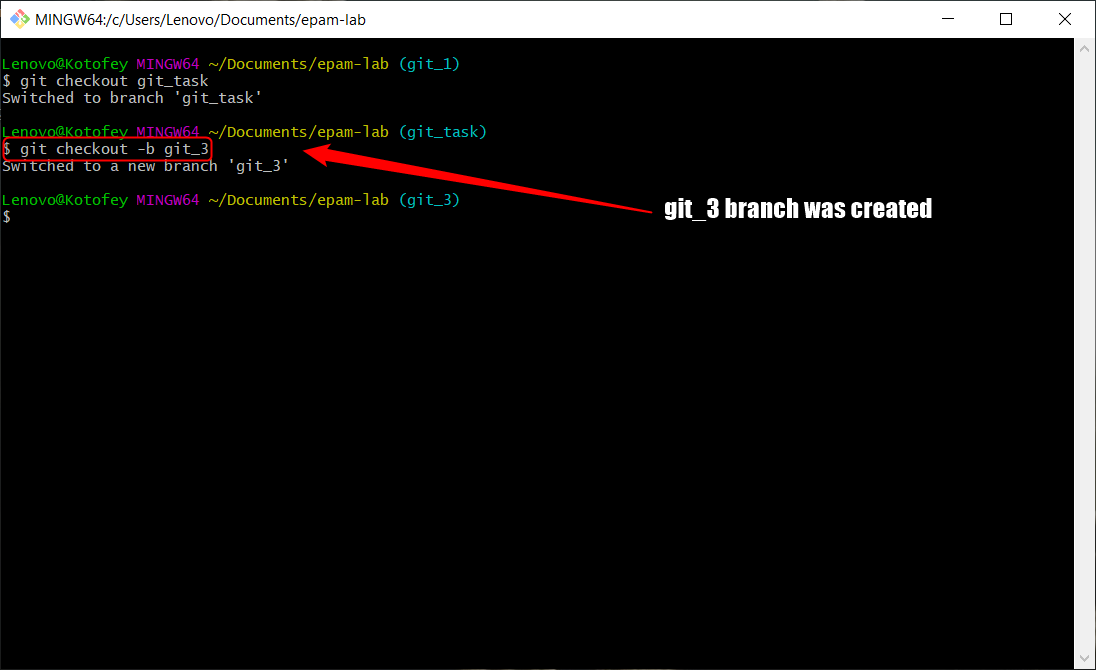 MINGW64:/c/Users/Lenovo/Documents/epam-lab
Lenovo@Kotofey MINGW64 ~/Documents/epam-lab (git_1)
$ git checkout git_task
Switched to branch 'git_task'
Lenovo@Kotofey MINGW64 ~/Documents/epam-lab (git_task)
$ git checkout -b git_3
Switched to a new branch 'git_3'
Lenovo@Kotofey MINGW64 ~/Documents/epam-lab (git_3)
$
git_3 branch was created